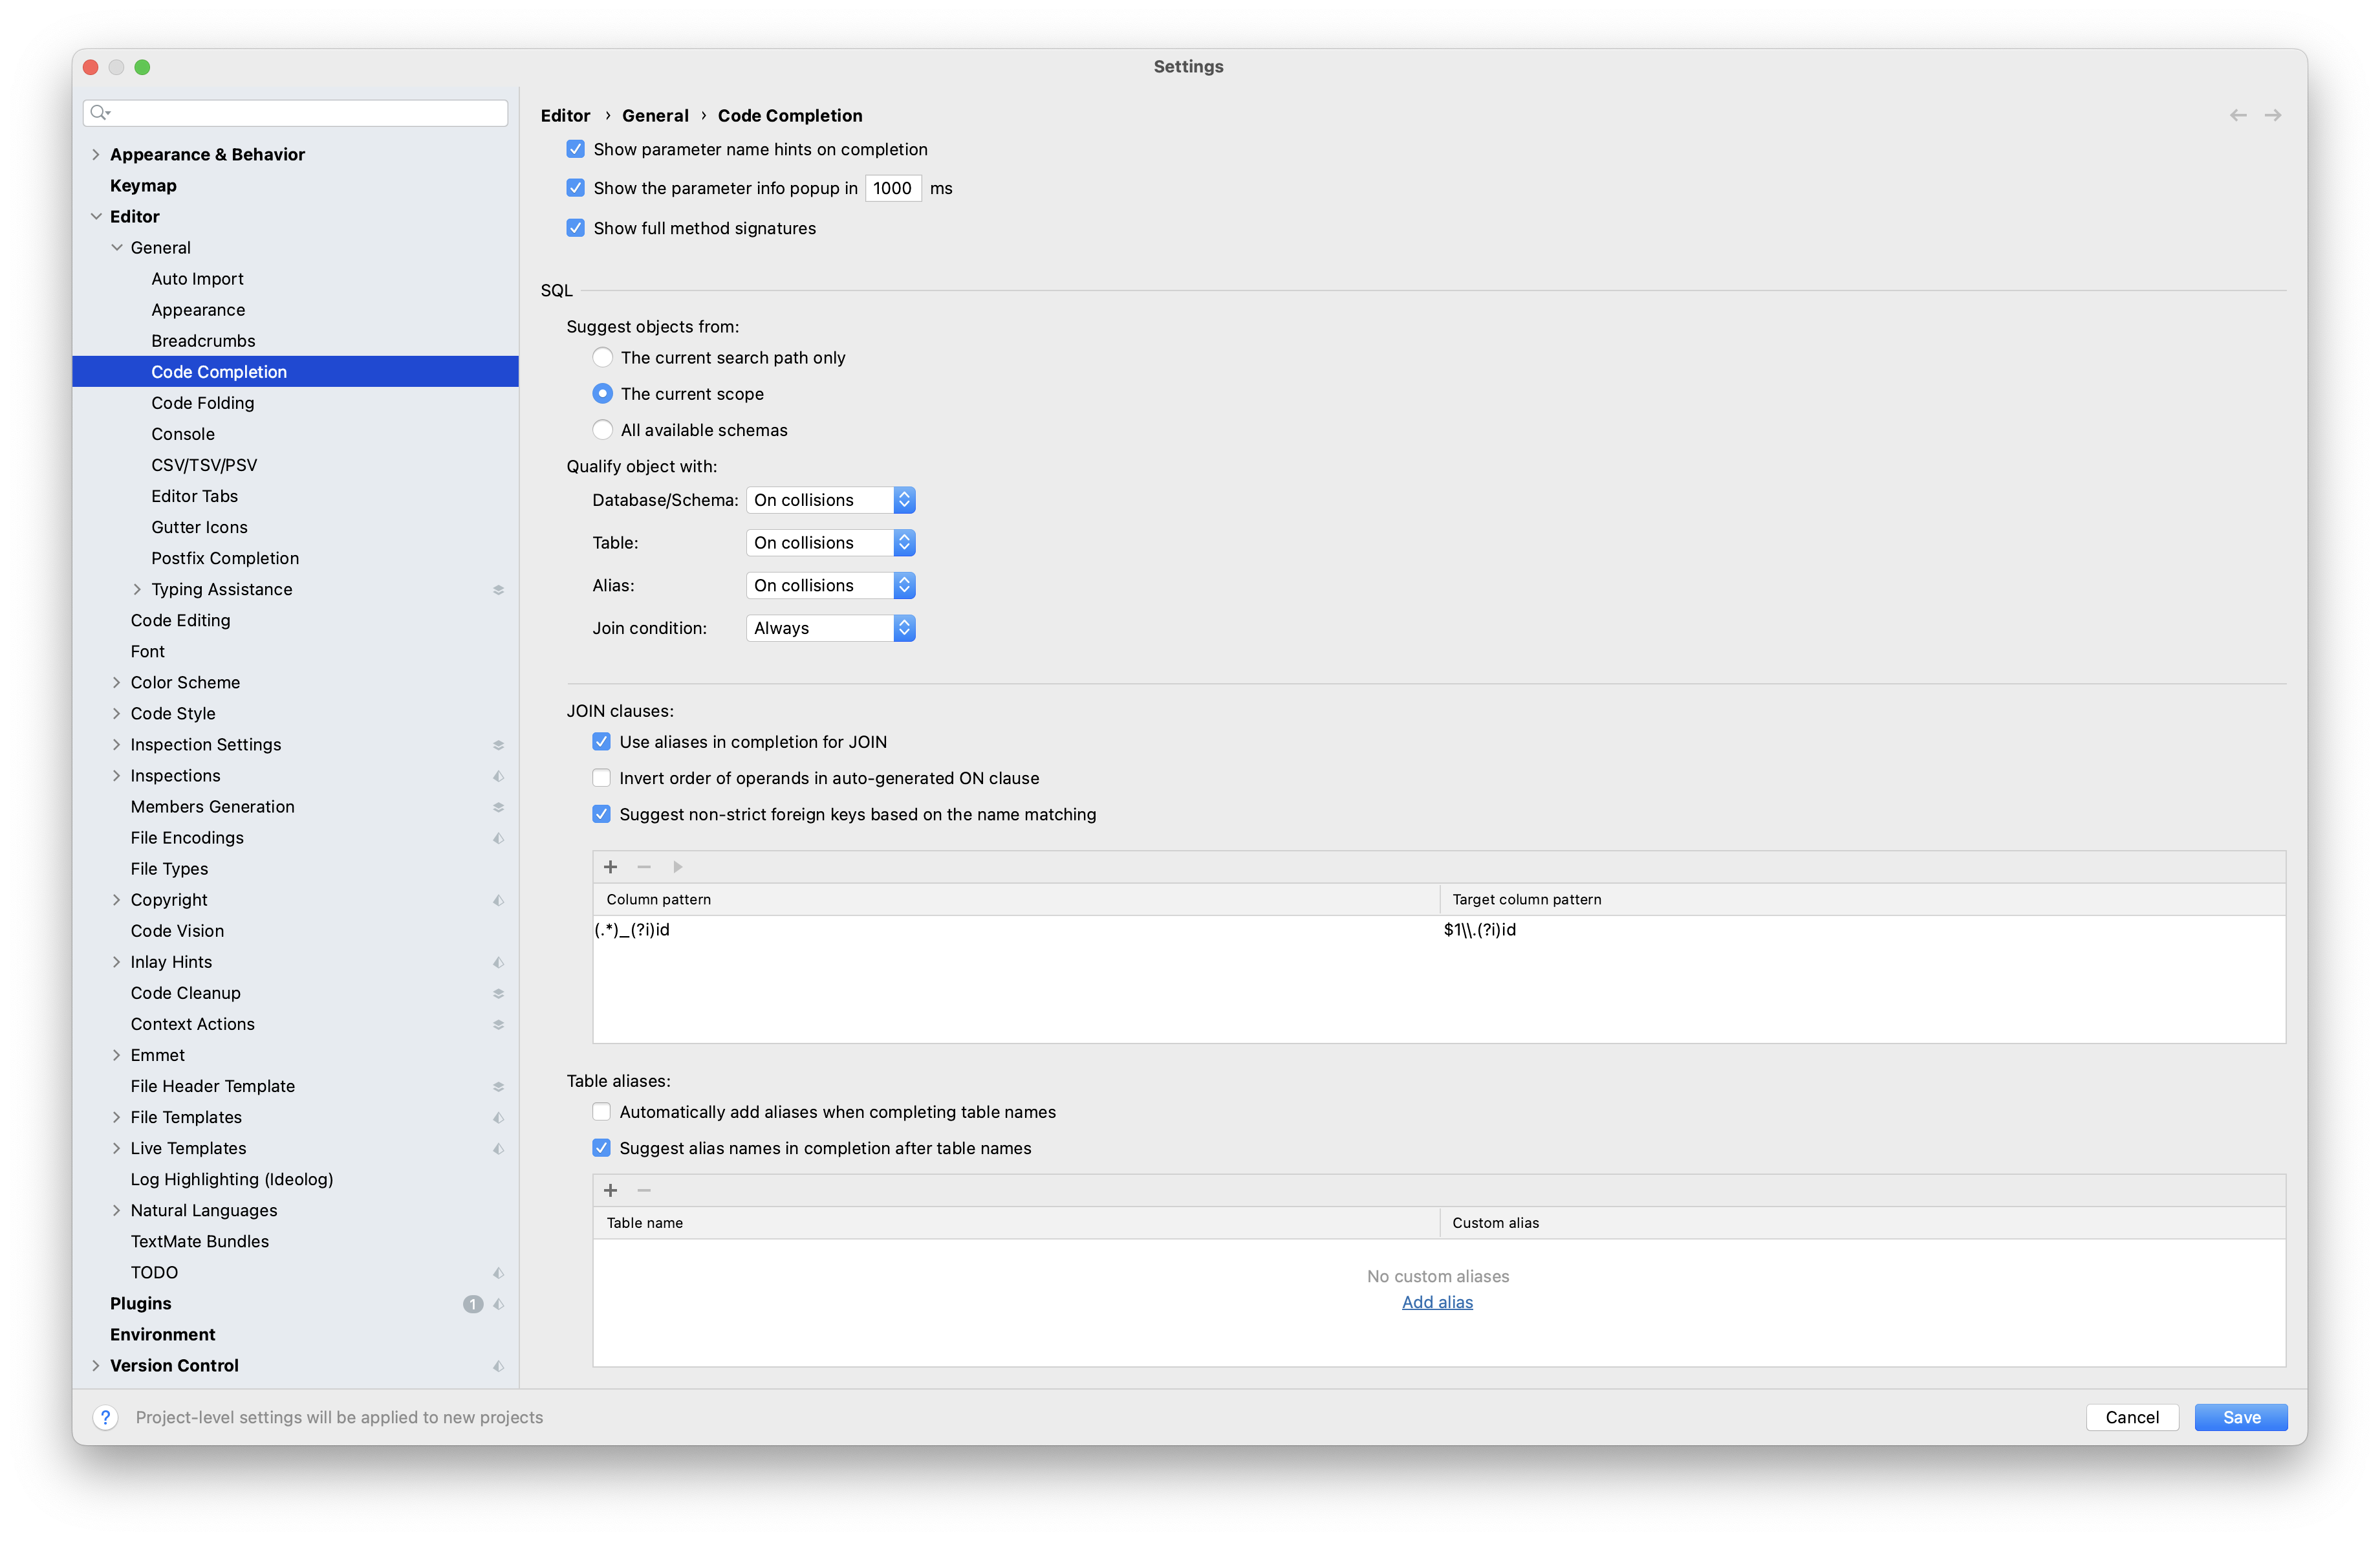 Settings
Appearance & Behavior
Keymap
Editor
General
Auto Import
Appearance
Breadcrumbs
Code Completion
Code Folding
Console
CSV/TSV/PSV
Editor Tabs
Gutter Icons
Postfix Completion
Typing Assistance
Code Editing
Font
Color Scheme
Code Style
Inspection Settings
Inspections
Members Generation
File Encodings
File Types
Copyright
Code Vision
Inlay Hints
Code Cleanup
Context Actions
Emmet
File Header Template
File Templates
Live Templates
Log Highlighting (Ideolog)
Natural Languages
TextMate Bundles
TODO
Plugins 1
Environment
Version Control
Editor › General › Code Completion
Show parameter name hints on completion
Show the parameter info popup in 1000 ms
Show full method signatures
SQL
Suggest objects from:
The current search path only
The current scope
All available schemas
Qualify object with:
Database/Schema: On collisions
Table: On collisions
Alias: On collisions
Join condition: Always
JOIN clauses:
Use aliases in completion for JOIN
Invert order of operands in auto-generated ON clause
Suggest non-strict foreign keys based on the name matching
Column pattern Target column pattern
(.*)_(?i)id $1\\.(?i)id
Table aliases:
Automatically add aliases when completing table names
Suggest alias names in completion after table names
Table name Custom alias
No custom aliases
Add alias
? Project-level settings will be applied to new projects
Cancel Save